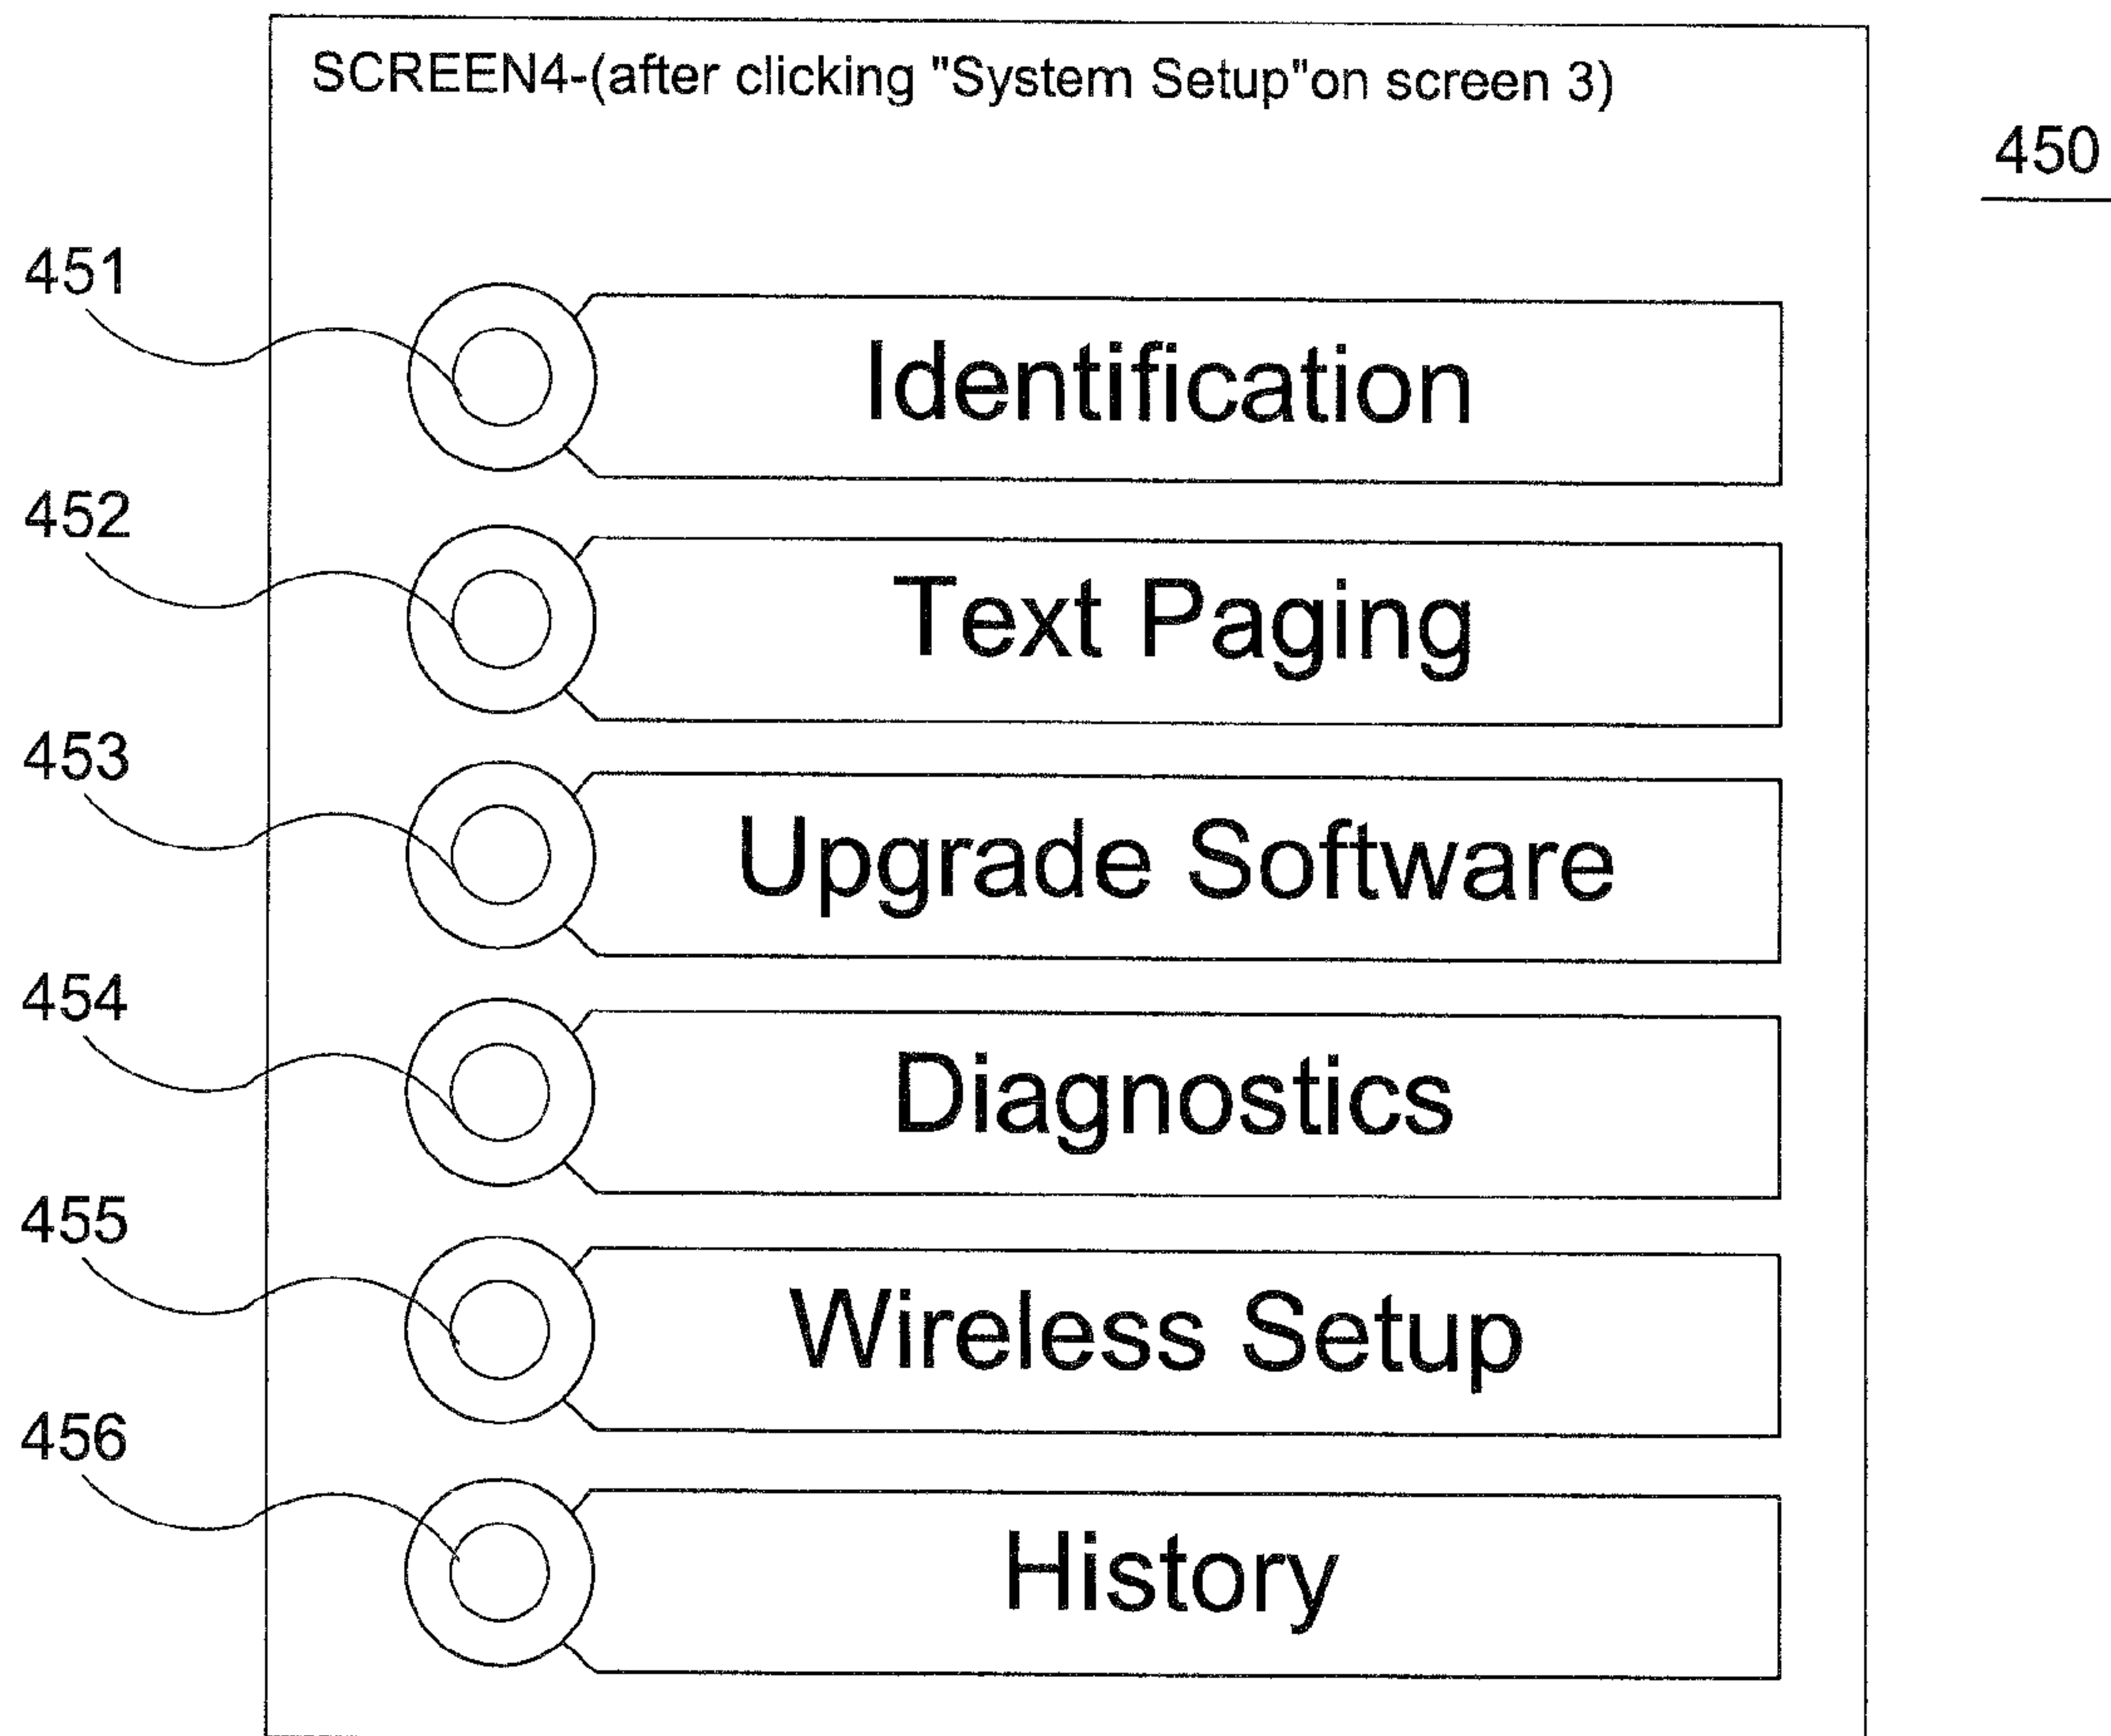 SCREEN4-(after clicking "System Setup"on screen 3)
450
451
Identification
452
Text Paging
453
Upgrade Software
454
Diagnostics
455
Wireless Setup
456
History